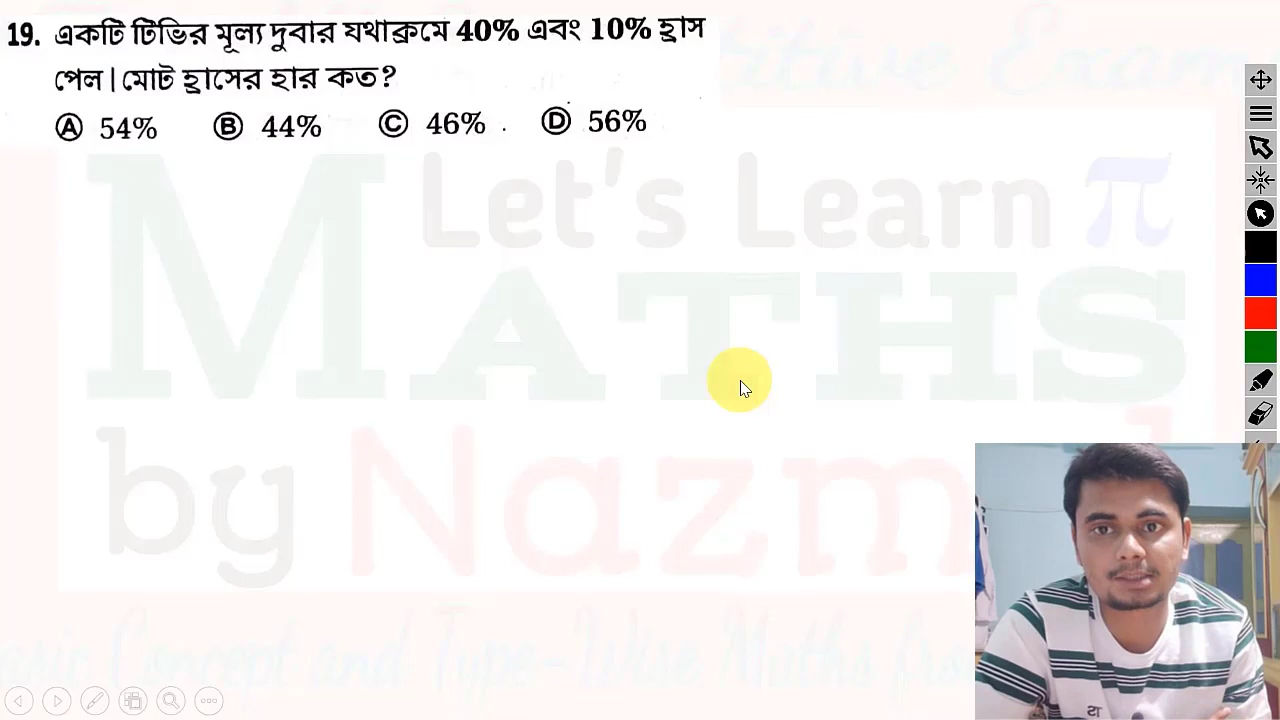 19. একটি টিভির মূল্য দুবার যথাক্রমে 40% এবং 10% হ্রাস
পেল। মোট হ্রাসের হার কত?
Ⓐ 54% Ⓑ 44% Ⓒ 46% Ⓓ 56%
Let's Learn π
MATHS
by Nazm